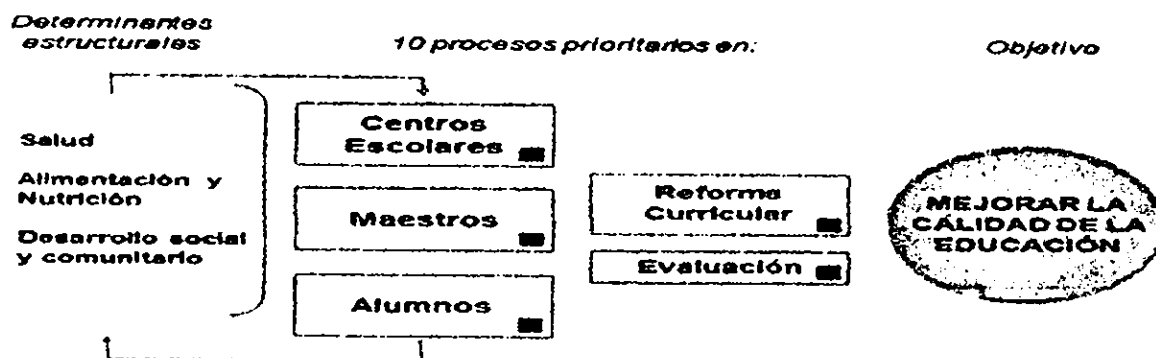 Determinantes
estructurales
10 procesos prioritarios en:
Objetivo
Salud
Alimentación y
Nutrición
Desarrollo social
y comunitario
Centros
Escolares
Maestros
Alumnos
Reforma
Curricular
Evaluación
MEJORAR LA
CALIDAD DE LA
EDUCACIÓN